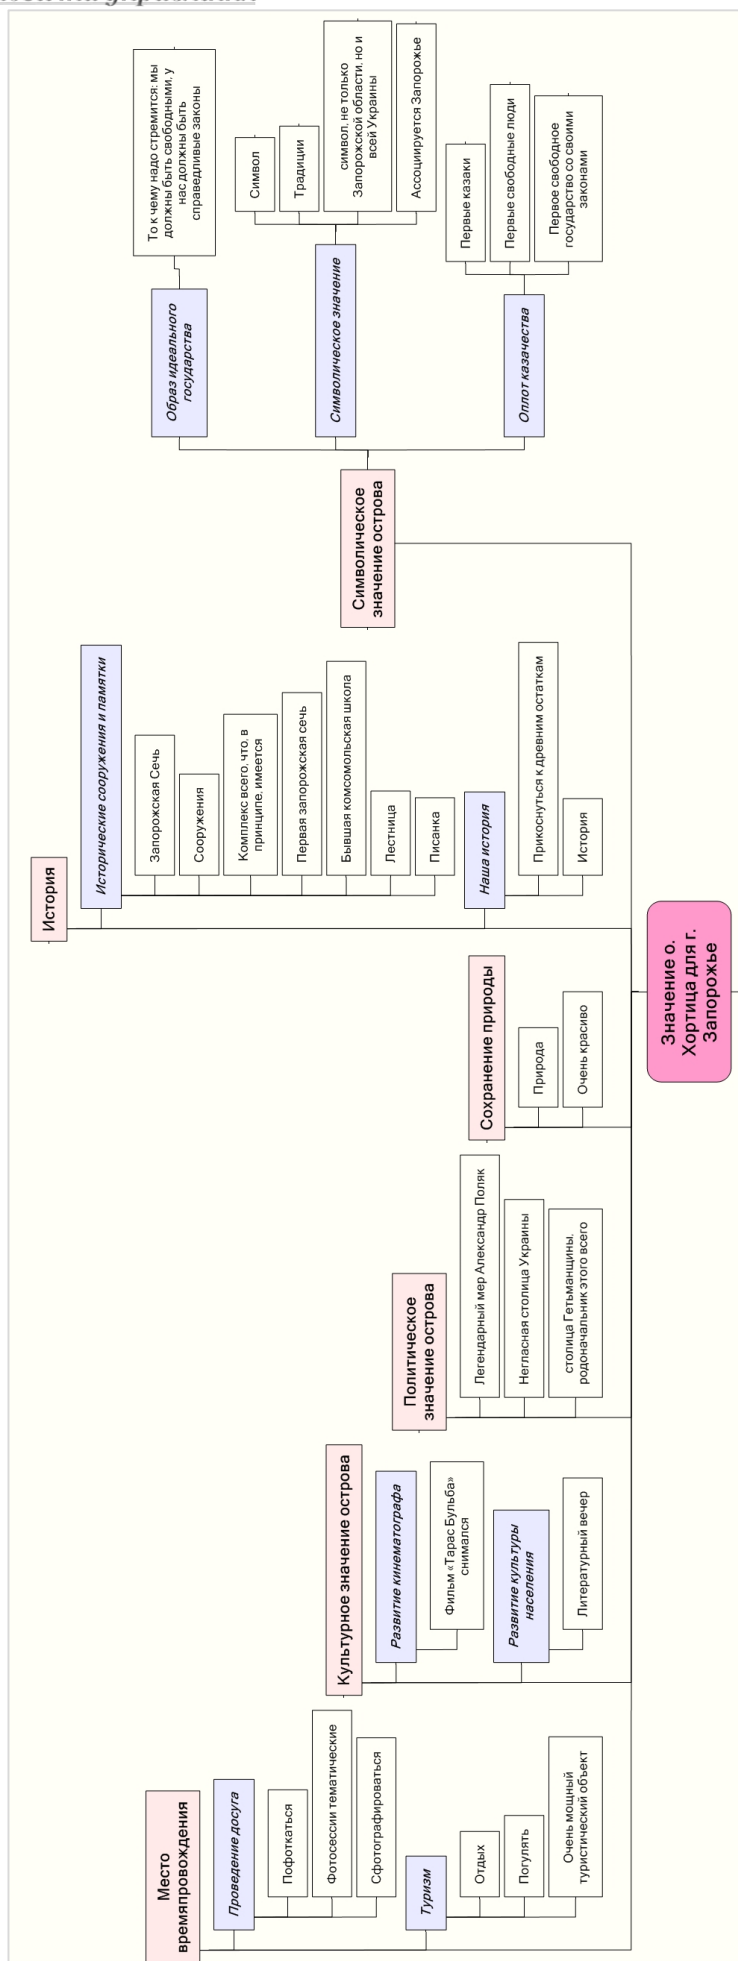 Значение о.
Хортица для г.
Запорожье
Место
времяпровождения
Проведение досуга
Пофоткаться
Фотосессии тематические
Сфотографироваться
Туризм
Отдых
Погулять
Очень мощный
туристический объект
Культурное значение острова
Развитие кинематографа
Фильм «Тарас Бульба»
снимался
Развитие культуры
населения
Литературный вечер
Политическое
значение острова
Легендарный мер Александр Поляк
Негласная столица Украины
столица Гетьманщины,
родоначальник этого всего
Сохранение природы
Природа
Очень красиво
История
Исторические сооружения и памятки
Запорожская Сечь
Сооружения
Комплекс всего, что, в
принципе, имеется
Первая запорожская сечь
Бывшая комсомольская школа
Лестница
Писанка
Наша история
Прикоснуться к древним остаткам
История
Символическое
значение острова
Образ идеального
государства
То к чему надо стремится: мы
должны быть свободными, у
нас должны быть
справедливые законы
Символическое значение
Символ
Традиции
символ, не только
Запорожской области, но и
всей Украины
Ассоциируется Запорожье
Оплот казачества
Первые казаки
Первые свободные люди
Первое свободное
государство со своими
законами